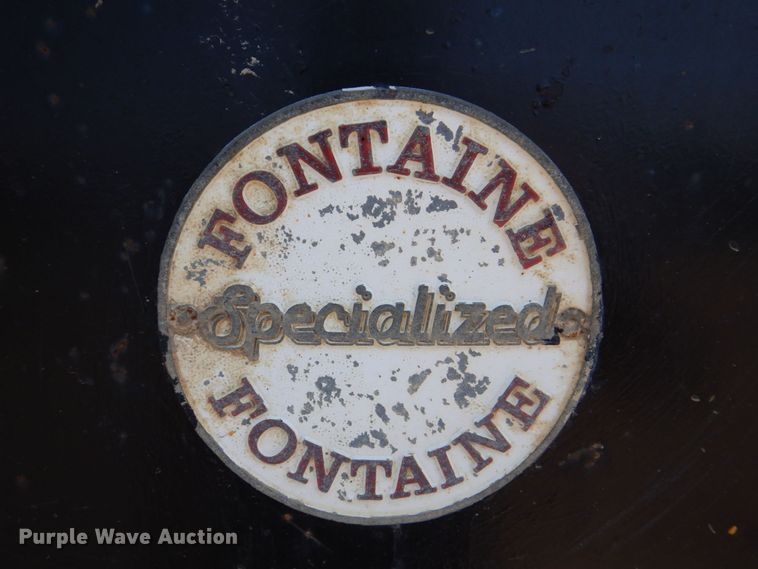 FONTAINE
Specialized
FONTAINE
Purple Wave Auction